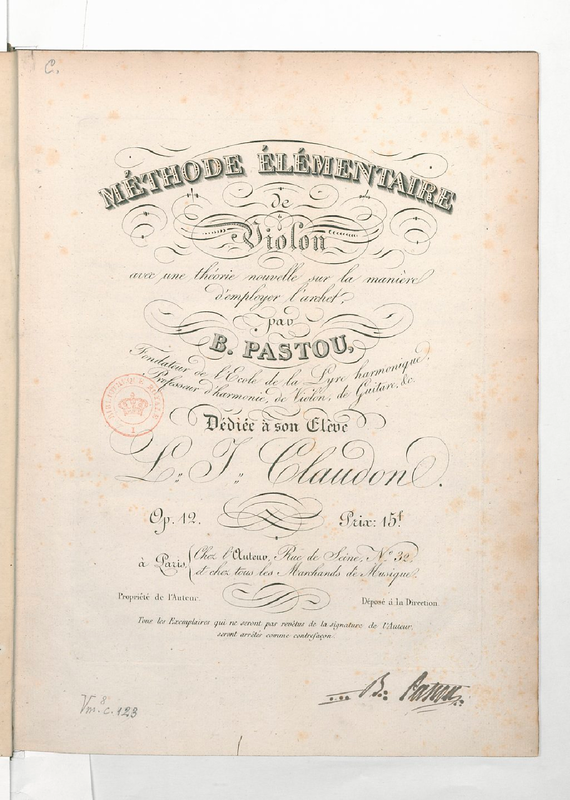 C.
MÉTHODE ÉLÉMENTAIRE
de
Violon
avec une théorie nouvelle sur la manière
d'employer l'archet,
par
B. PASTOU,
Fondateur de l'Ecole de la Lyre harmonique,
Professeur d'harmonie, de Violon, de Guitare, &c.
Dédiée à son Elève
L. J. Claudon.
Op. 12. Prix: 15f
à Paris, Chez l'Auteur, Rue de Seine, No. 32.
et chez tous les Marchands de Musique.
Propriété de l'Auteur. Déposé á la Direction
Tous les Exemplaires qui ne seront pas revêtus de la signature de l'Auteur,
seront arrêtés comme contrefaçon.
B. Pastou
Vm.8 c.123